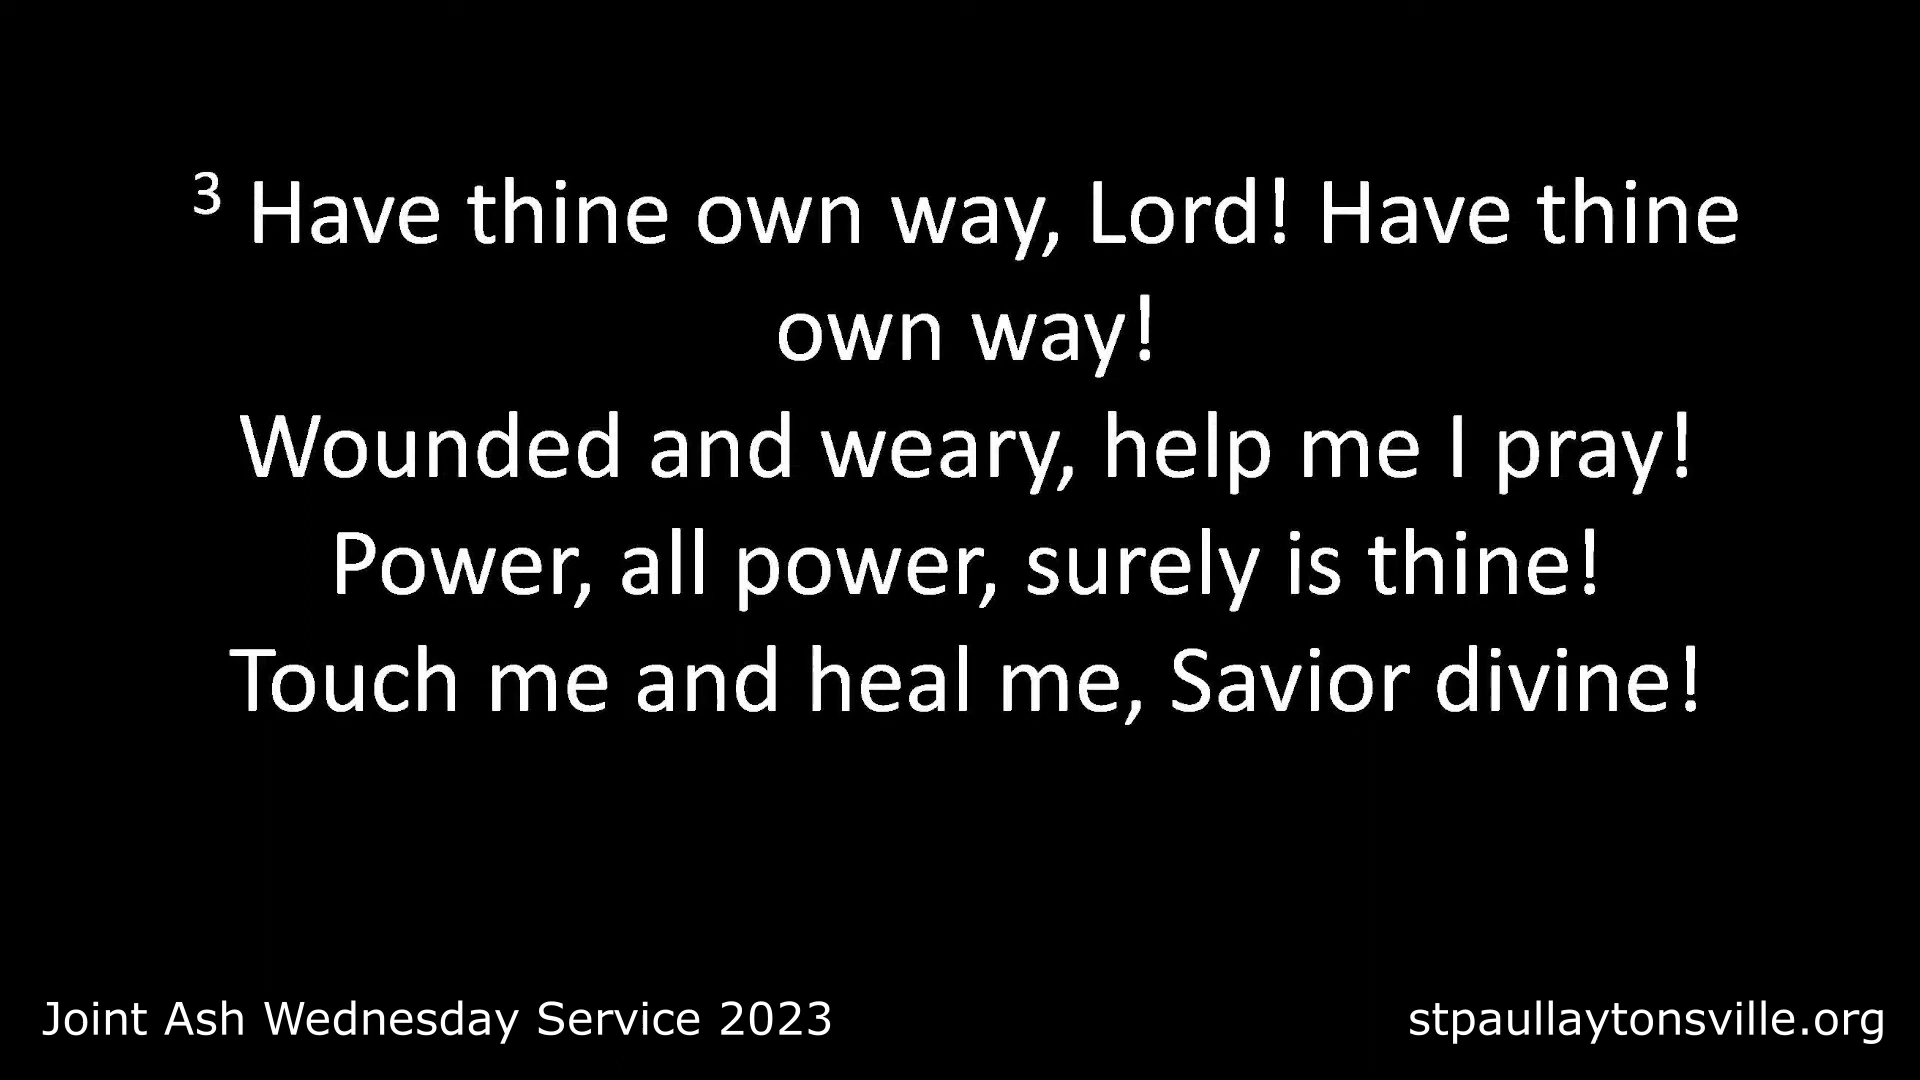 ³ Have thine own way, Lord! Have thine
own way!
Wounded and weary, help me I pray!
Power, all power, surely is thine!
Touch me and heal me, Savior divine!
Joint Ash Wednesday Service 2023
stpaullaytonsville.org